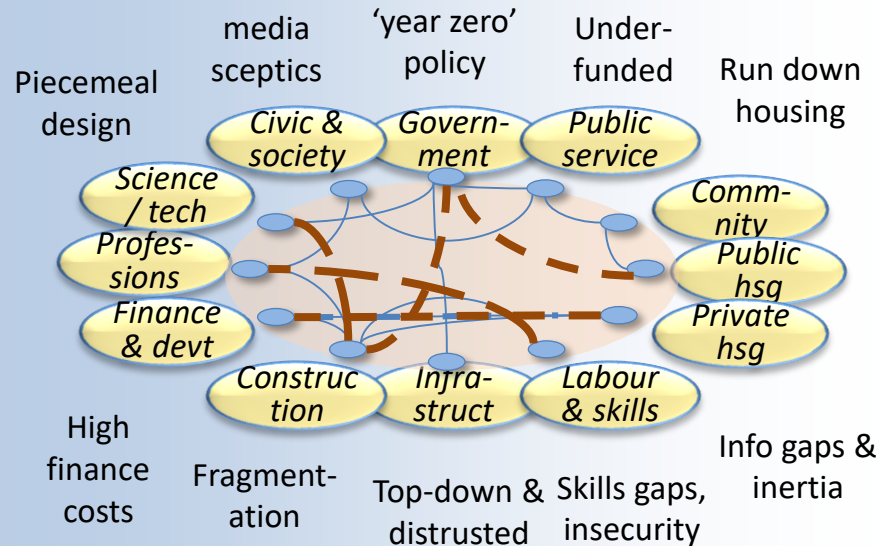 media
sceptics
‘year zero’
policy
Under-
funded
Piecemeal
design
Run down
housing
Civic &
society
Govern-
ment
Public
service
Science
/ tech
Comm-
nity
Profes-
sions
Public
hsg
Finance
& devt
Private
hsg
Construc
tion
Infra-
struct
Labour
& skills
High
finance
costs
Fragment-
ation
Top-down &
distrusted
Skills gaps,
insecurity
Info gaps &
inertia